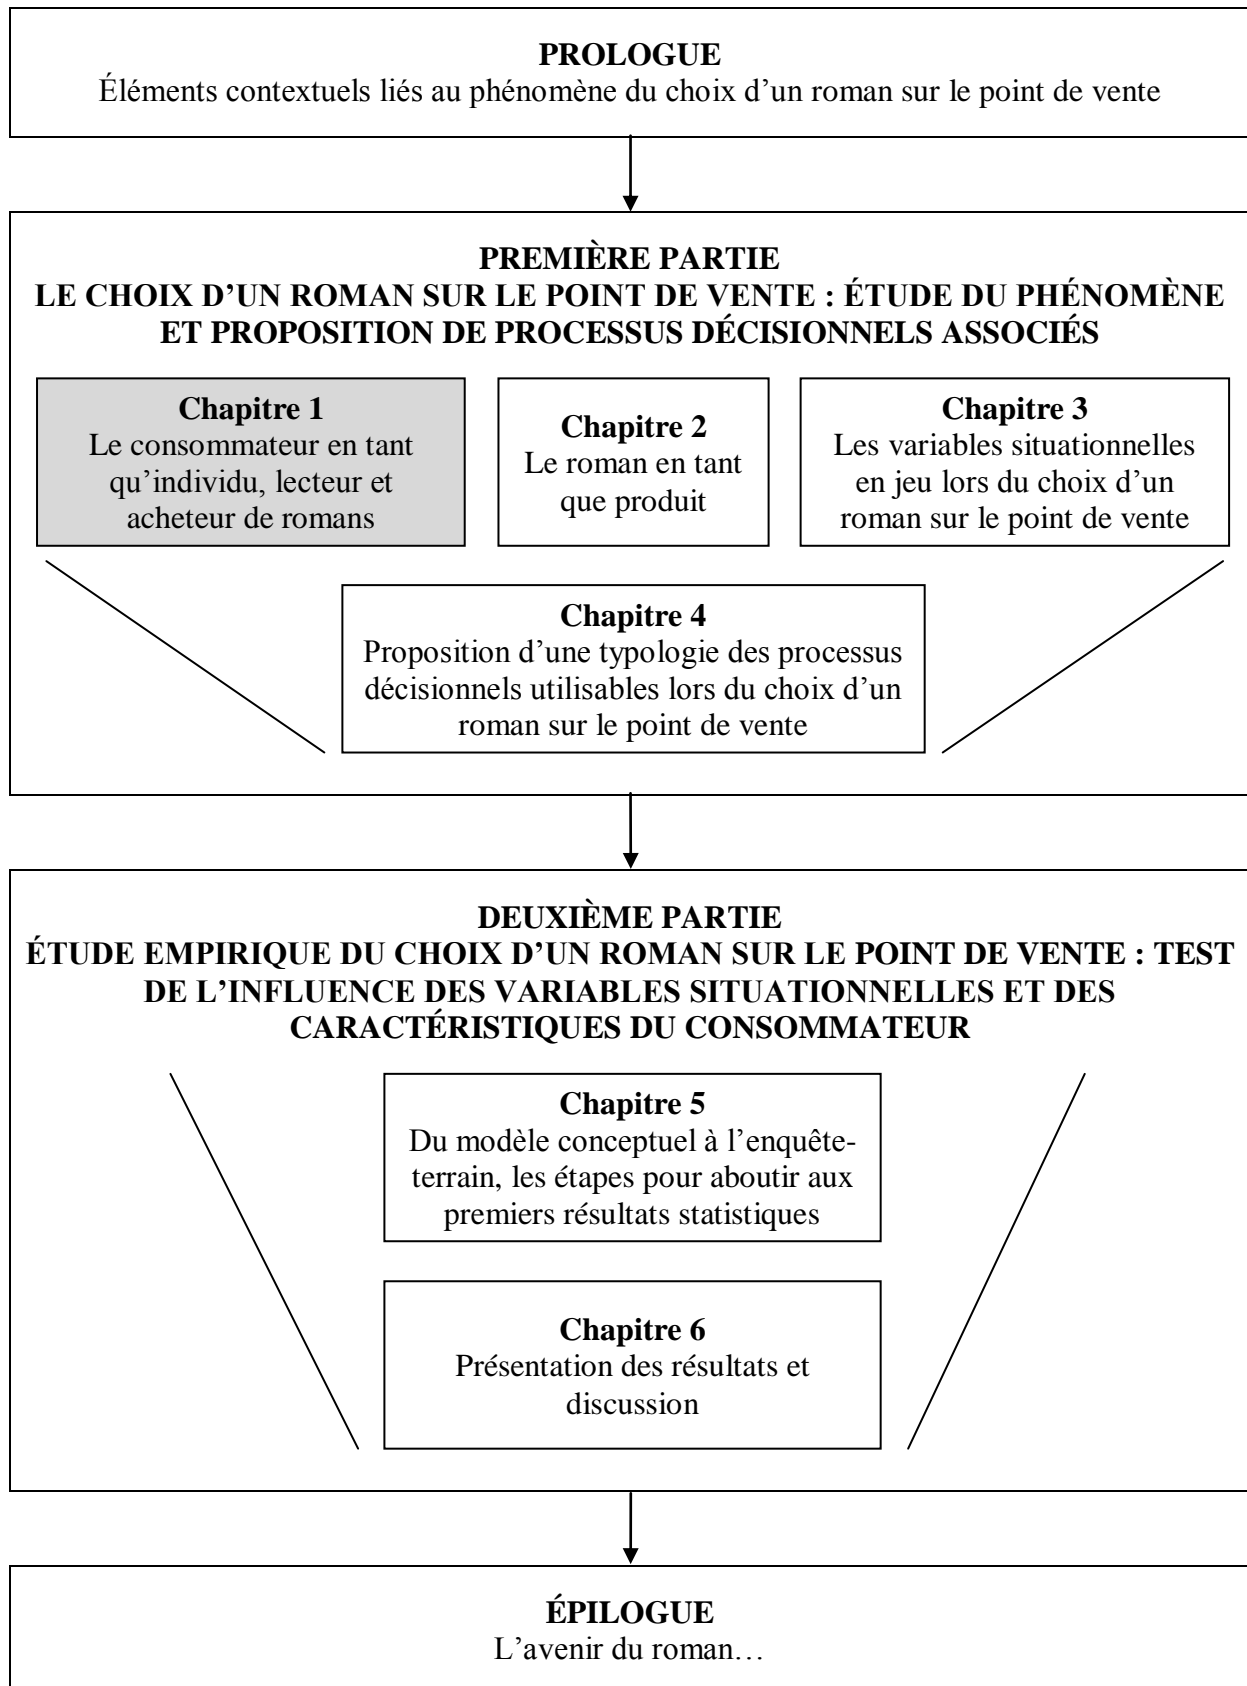 PROLOGUE
Éléments contextuels liés au phénomène du choix d’un roman sur le point de vente
PREMIÈRE PARTIE
LE CHOIX D’UN ROMAN SUR LE POINT DE VENTE : ÉTUDE DU PHÉNOMÈNE
ET PROPOSITION DE PROCESSUS DÉCISIONNELS ASSOCIÉS
Chapitre 1
Le consommateur en tant
qu’individu, lecteur et
acheteur de romans
Chapitre 2
Le roman en tant
que produit
Chapitre 3
Les variables situationnelles
en jeu lors du choix d’un
roman sur le point de vente
Chapitre 4
Proposition d’une typologie des processus
décisionnels utilisables lors du choix d’un
roman sur le point de vente
DEUXIÈME PARTIE
ÉTUDE EMPIRIQUE DU CHOIX D’UN ROMAN SUR LE POINT DE VENTE : TEST
DE L’INFLUENCE DES VARIABLES SITUATIONNELLES ET DES
CARACTÉRISTIQUES DU CONSOMMATEUR
Chapitre 5
Du modèle conceptuel à l’enquête-
terrain, les étapes pour aboutir aux
premiers résultats statistiques
Chapitre 6
Présentation des résultats et
discussion
ÉPILOGUE
L’avenir du roman…